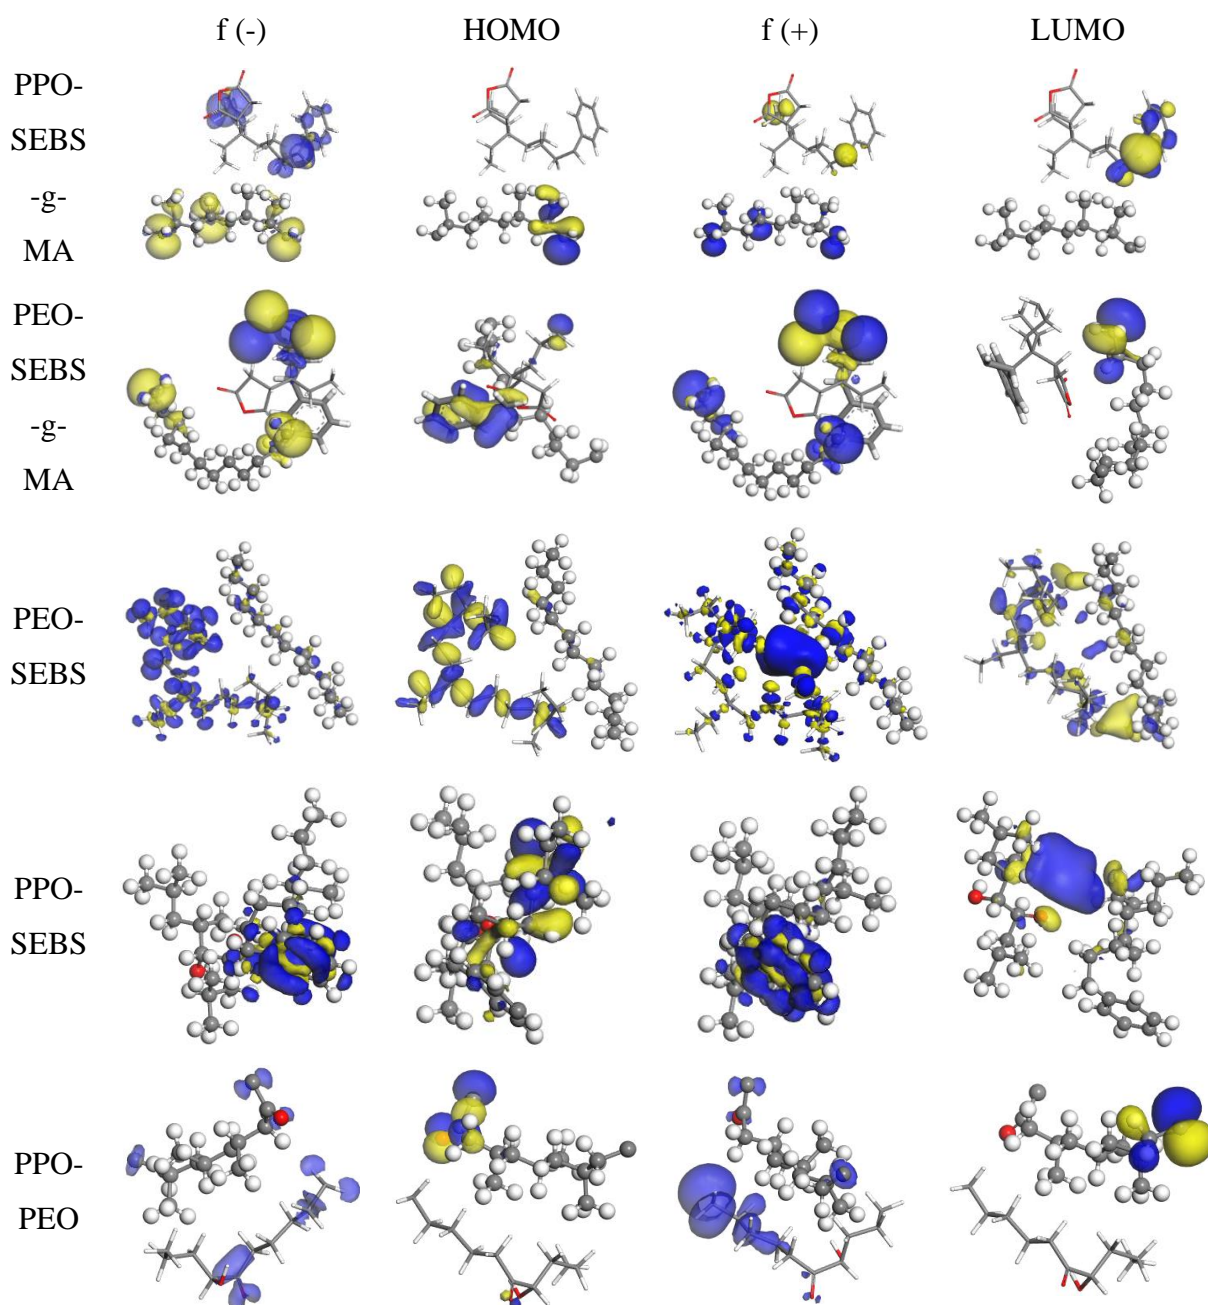 f (-) HOMO f (+) LUMO
PPO-
SEBS
-g-
MA
PEO-
SEBS
-g-
MA
PEO-
SEBS
PPO-
SEBS
PPO-
PEO